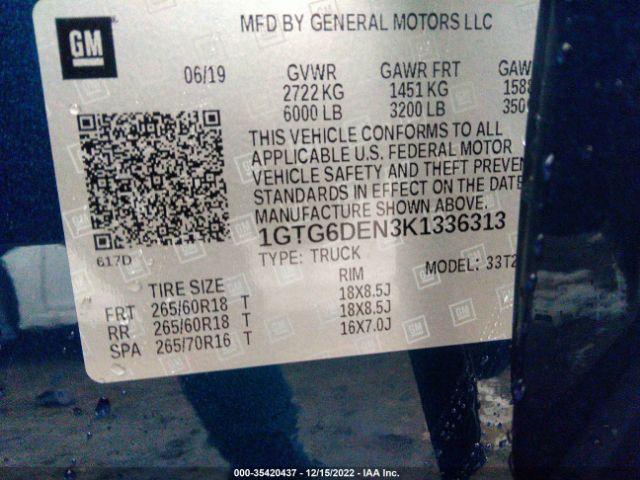 GM
MFD BY GENERAL MOTORS LLC
06/19 GVWR GAWR FRT GAW
2722 KG 1451 KG 158
6000 LB 3200 LB 350
THIS VEHICLE CONFORMS TO ALL
APPLICABLE U.S. FEDERAL MOTOR
VEHICLE SAFETY AND THEFT PREVEN
STANDARDS IN EFFECT ON THE DATE
MANUFACTURE SHOWN ABOVE.
1GTG6DEN3K1336313
617D
TYPE: TRUCK MODEL: 33T2
TIRE SIZE RIM
FRT 265/60R18 T 18X8.5J
RR 265/60R18 T 18X8.5J
SPA 265/70R16 T 16X7.0J
000-35420437 - 12/15/2022 - IAA Inc.